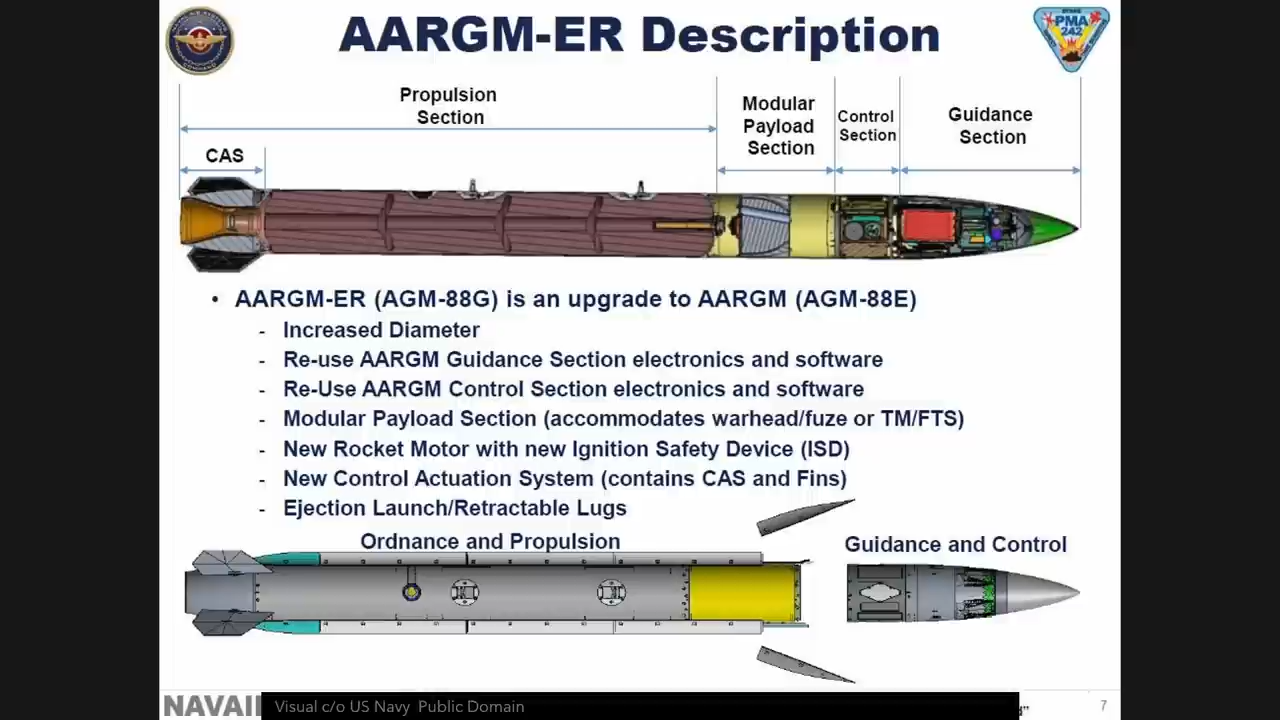 AARGM-ER Description
PMA
242
Propulsion
Section
Modular
Payload
Section
Control
Section
Guidance
Section
CAS
• AARGM-ER (AGM-88G) is an upgrade to AARGM (AGM-88E)
- Increased Diameter
- Re-use AARGM Guidance Section electronics and software
- Re-Use AARGM Control Section electronics and software
- Modular Payload Section (accommodates warhead/fuze or TM/FTS)
- New Rocket Motor with new Ignition Safety Device (ISD)
- New Control Actuation System (contains CAS and Fins)
- Ejection Launch/Retractable Lugs
Ordnance and Propulsion
Guidance and Control
NAVAI
Visual c/o US Navy Public Domain
7